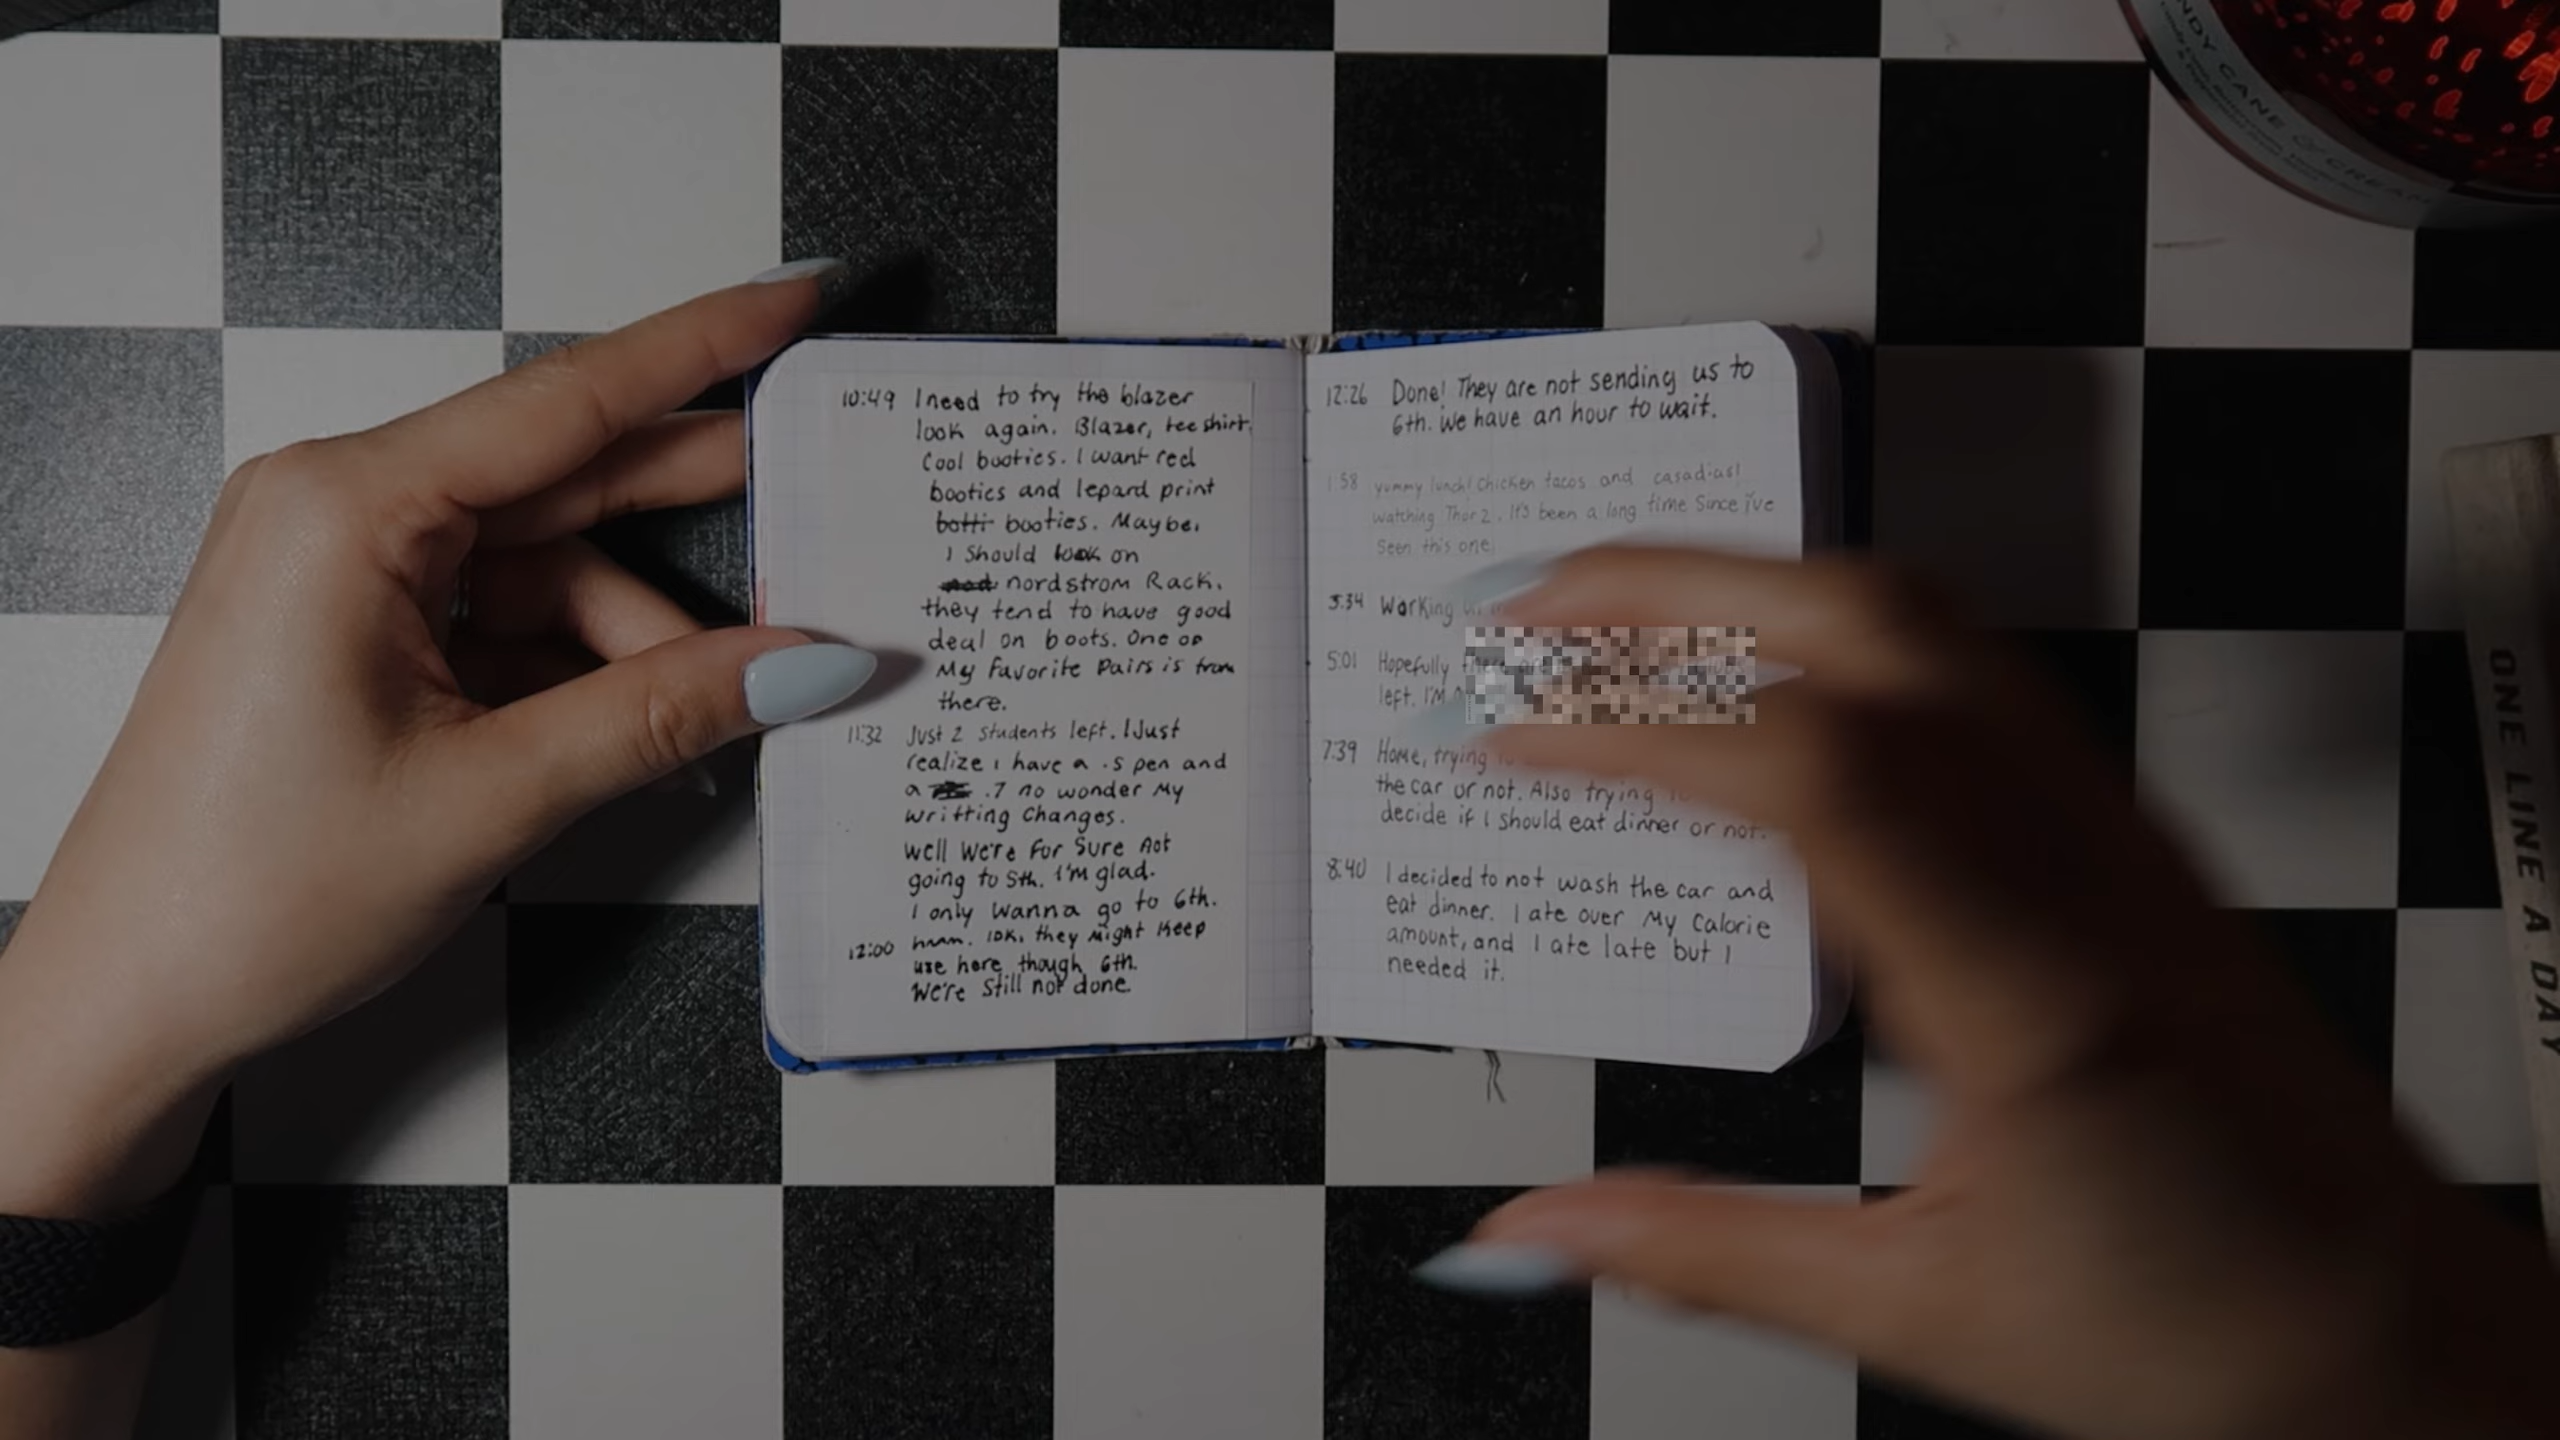 10:49 I need to try the blazer
look again. Blazer, tee shirt,
Cool booties. I want red
booties and lepard print
botti booties. Maybe.
I Should look on
nordstrom Rack.
they tend to have good
deal on boots. One of
My Favorite Pairs is from
there.
11:32 Just 2 students left. I Just
realize i have a .5 pen and
a .7 no wonder My
writting Changes.
Well We're For Sure not
going to 5th. I'm glad.
I only Wanna go to 6th.
12:00 hmm. IDK. they Might Keep
use here though 6th.
We're Still not done.
12:26 Done! They are not sending us to
6th. We have an hour to wait.
1:58 yummy lunch! Chicken tacos and casadias!
watching Thor 2. It's been a long time Since i've
Seen this one.
3:34 Working
5:01 Hopefully
left. I'M
7:39 Home, trying
the car or not. Also trying to
decide if I should eat dinner or not.
8:40 I decided to not wash the car and
eat dinner. I ate over My Calorie
amount, and I ate late but I
needed it.
CANE
CREAM
ONE LINE A DAY